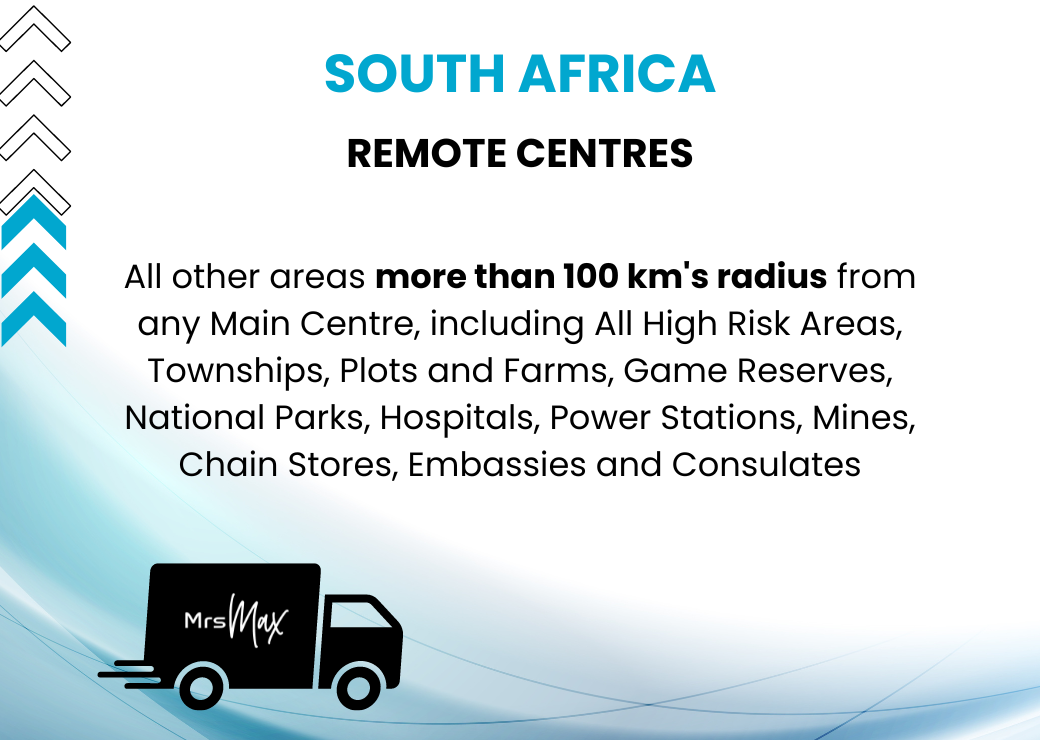 SOUTH AFRICA
REMOTE CENTRES
All other areas more than 100 km's radius from
any Main Centre, including All High Risk Areas,
Townships, Plots and Farms, Game Reserves,
National Parks, Hospitals, Power Stations, Mines,
Chain Stores, Embassies and Consulates
Mrs Max